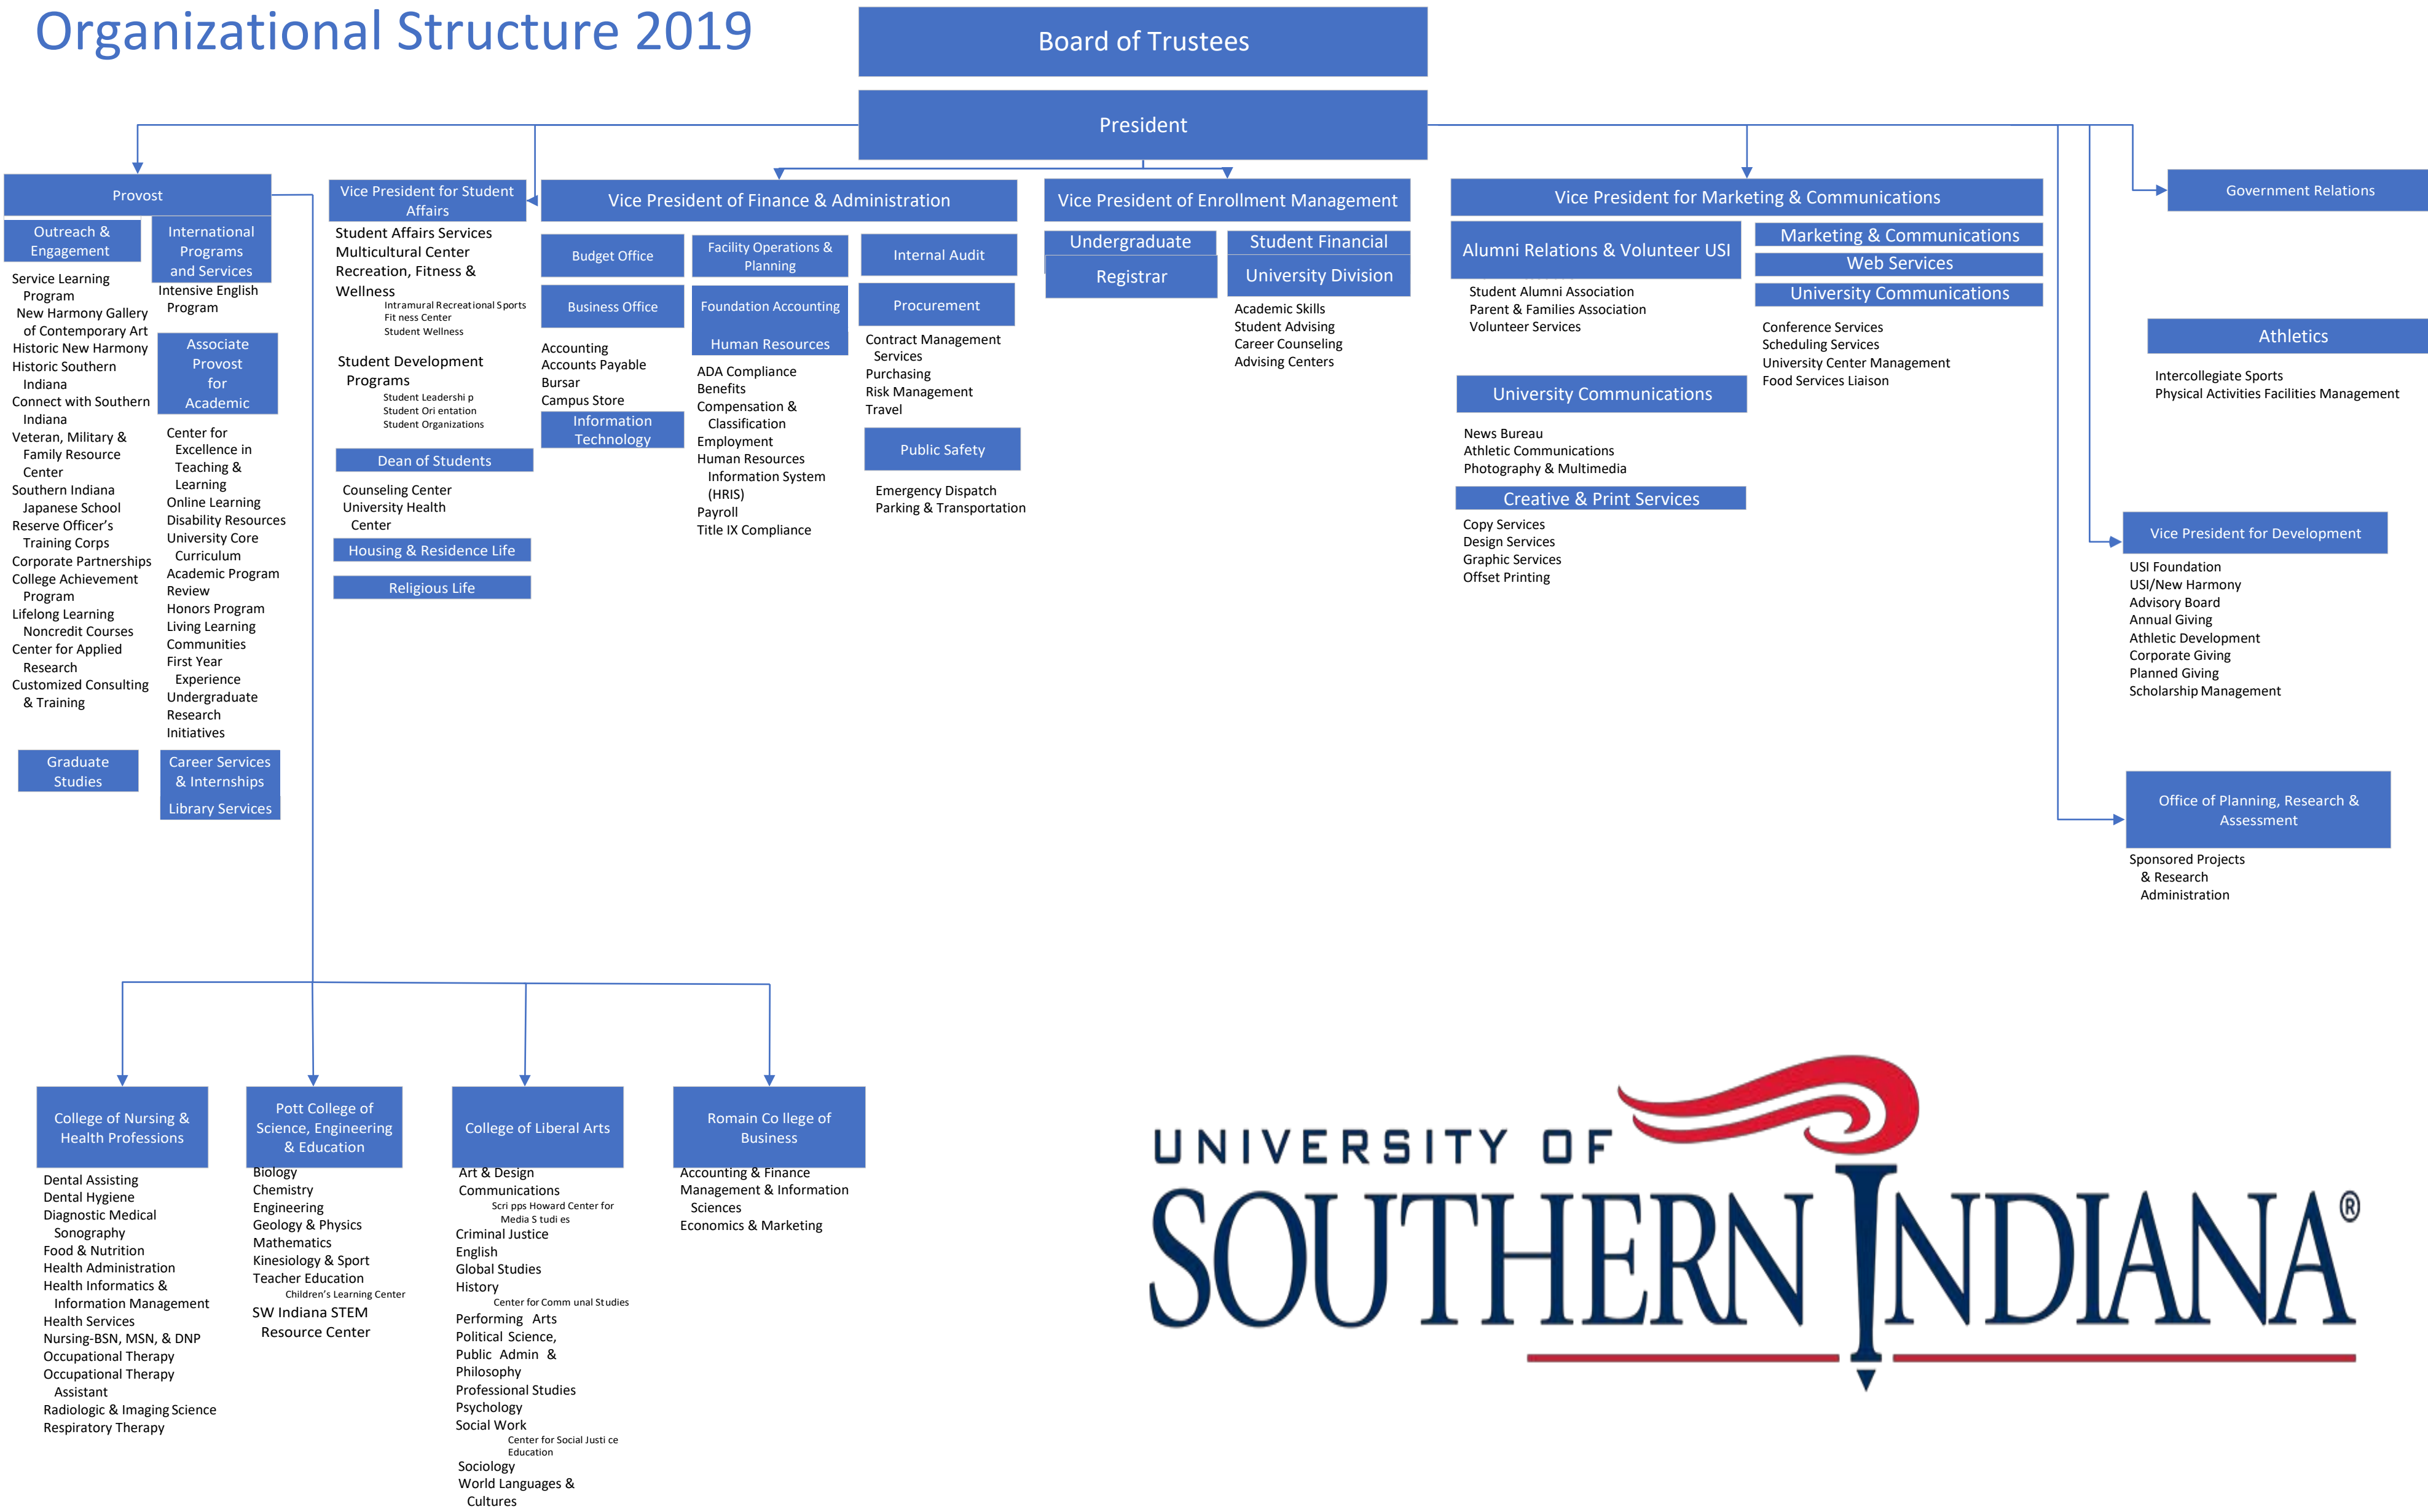 Organizational Structure 2019
Board of Trustees
President
Provost
Outreach &
Engagement
Service Learning
Program
New Harmony Gallery
of Contemporary Art
Historic New Harmony
Historic Southern
Indiana
Connect with Southern
Indiana
Veteran, Military &
Family Resource
Center
Southern Indiana
Japanese School
Reserve Officer’s
Training Corps
Corporate Partnerships
College Achievement
Program
Lifelong Learning
Noncredit Courses
Center for Applied
Research
Customized Consulting
& Training
Graduate
Studies
International
Programs
and Services
Intensive English
Program
Associate
Provost
for
Academic
Center for
Excellence in
Teaching &
Learning
Online Learning
Disability Resources
University Core
Curriculum
Academic Program
Review
Honors Program
Living Learning
Communities
First Year
Experience
Undergraduate
Research
Initiatives
Career Services
& Internships
Library Services
Vice President for Student
Affairs
Student Affairs Services
Multicultural Center
Recreation, Fitness &
Wellness
Intramural Recreational Sports
Fit ness Center
Student Wellness
Student Development
Programs
Student Leadershi p
Student Ori entation
Student Organizations
Dean of Students
Counseling Center
University Health
Center
Housing & Residence Life
Religious Life
Vice President of Finance & Administration
Budget Office
Business Office
Accounting
Accounts Payable
Bursar
Campus Store
Information
Technology
Facility Operations &
Planning
Foundation Accounting
Human Resources
ADA Compliance
Benefits
Compensation &
Classification
Employment
Human Resources
Information System
(HRIS)
Payroll
Title IX Compliance
Internal Audit
Procurement
Contract Management
Services
Purchasing
Risk Management
Travel
Public Safety
Emergency Dispatch
Parking & Transportation
Vice President of Enrollment Management
Undergraduate
Registrar
Student Financial
University Division
Academic Skills
Student Advising
Career Counseling
Advising Centers
Vice President for Marketing & Communications
Alumni Relations & Volunteer USI
Student Alumni Association
Parent & Families Association
Volunteer Services
University Communications
News Bureau
Athletic Communications
Photography & Multimedia
Creative & Print Services
Copy Services
Design Services
Graphic Services
Offset Printing
Marketing & Communications
Web Services
University Communications
Conference Services
Scheduling Services
University Center Management
Food Services Liaison
Government Relations
Athletics
Intercollegiate Sports
Physical Activities Facilities Management
Vice President for Development
USI Foundation
USI/New Harmony
Advisory Board
Annual Giving
Athletic Development
Corporate Giving
Planned Giving
Scholarship Management
Office of Planning, Research &
Assessment
Sponsored Projects
& Research
Administration
College of Nursing &
Health Professions
Dental Assisting
Dental Hygiene
Diagnostic Medical
Sonography
Food & Nutrition
Health Administration
Health Informatics &
Information Management
Health Services
Nursing-BSN, MSN, & DNP
Occupational Therapy
Occupational Therapy
Assistant
Radiologic & Imaging Science
Respiratory Therapy
Pott College of
Science, Engineering
& Education
Biology
Chemistry
Engineering
Geology & Physics
Mathematics
Kinesiology & Sport
Teacher Education
Children’s Learning Center
SW Indiana STEM
Resource Center
College of Liberal Arts
Art & Design
Communications
Scri pps Howard Center for
Media S tudi es
Criminal Justice
English
Global Studies
History
Center for Comm unal Studies
Performing Arts
Political Science,
Public Admin &
Philosophy
Professional Studies
Psychology
Social Work
Center for Social Justi ce
Education
Sociology
World Languages &
Cultures
Romain Co llege of
Business
Accounting & Finance
Management & Information
Sciences
Economics & Marketing
UNIVERSITY OF
SOUTHERN INDIANA®